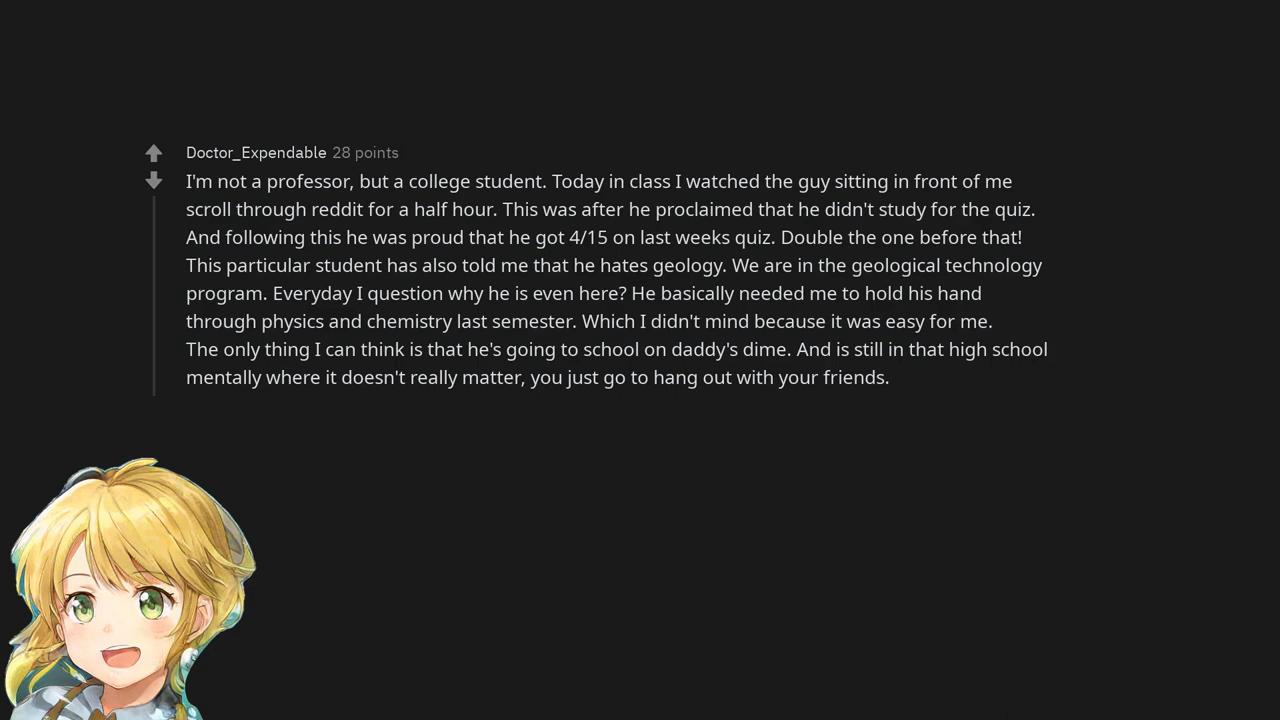 Doctor_Expendable 28 points
I'm not a professor, but a college student. Today in class I watched the guy sitting in front of me
scroll through reddit for a half hour. This was after he proclaimed that he didn't study for the quiz.
And following this he was proud that he got 4/15 on last weeks quiz. Double the one before that!
This particular student has also told me that he hates geology. We are in the geological technology
program. Everyday I question why he is even here? He basically needed me to hold his hand
through physics and chemistry last semester. Which I didn't mind because it was easy for me.
The only thing I can think is that he's going to school on daddy's dime. And is still in that high school
mentally where it doesn't really matter, you just go to hang out with your friends.